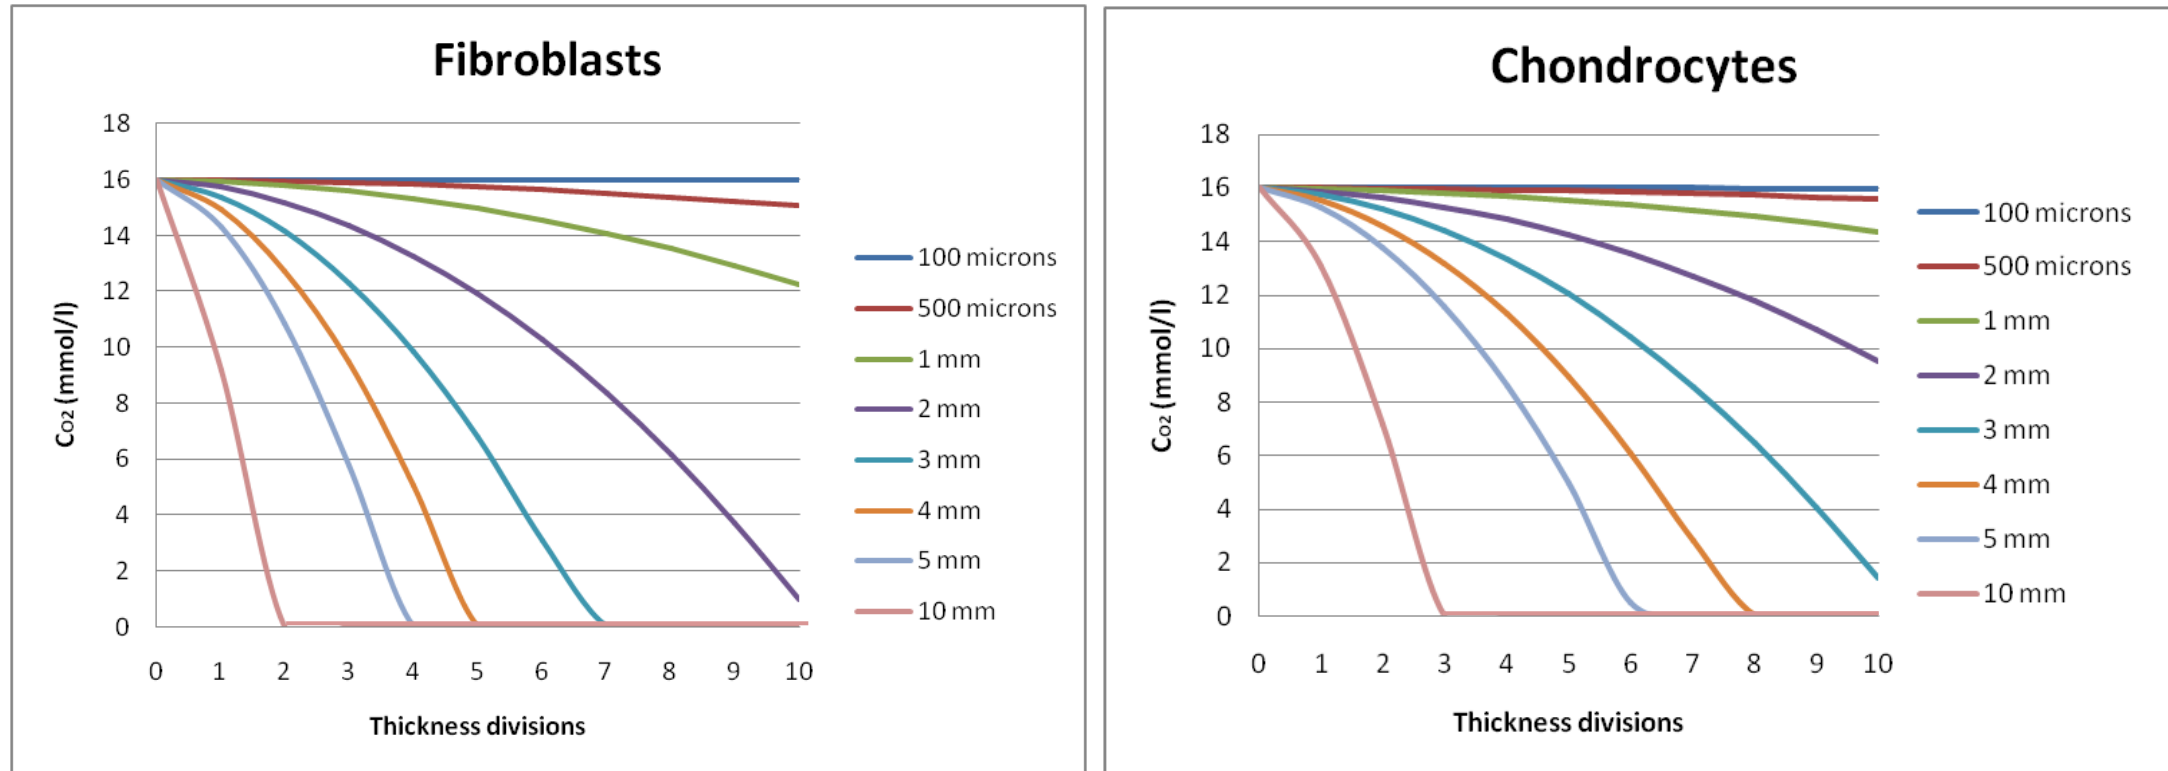 Fibroblasts
18
16
14
12
10
8
6
4
2
0
Co2 (mmol/l)
0 1 2 3 4 5 6 7 8 9 10
Thickness divisions
100 microns
500 microns
1 mm
2 mm
3 mm
4 mm
5 mm
10 mm
Chondrocytes
18
16
14
12
10
8
6
4
2
0
Co2 (mmol/l)
0 1 2 3 4 5 6 7 8 9 10
Thickness divisions
100 microns
500 microns
1 mm
2 mm
3 mm
4 mm
5 mm
10 mm